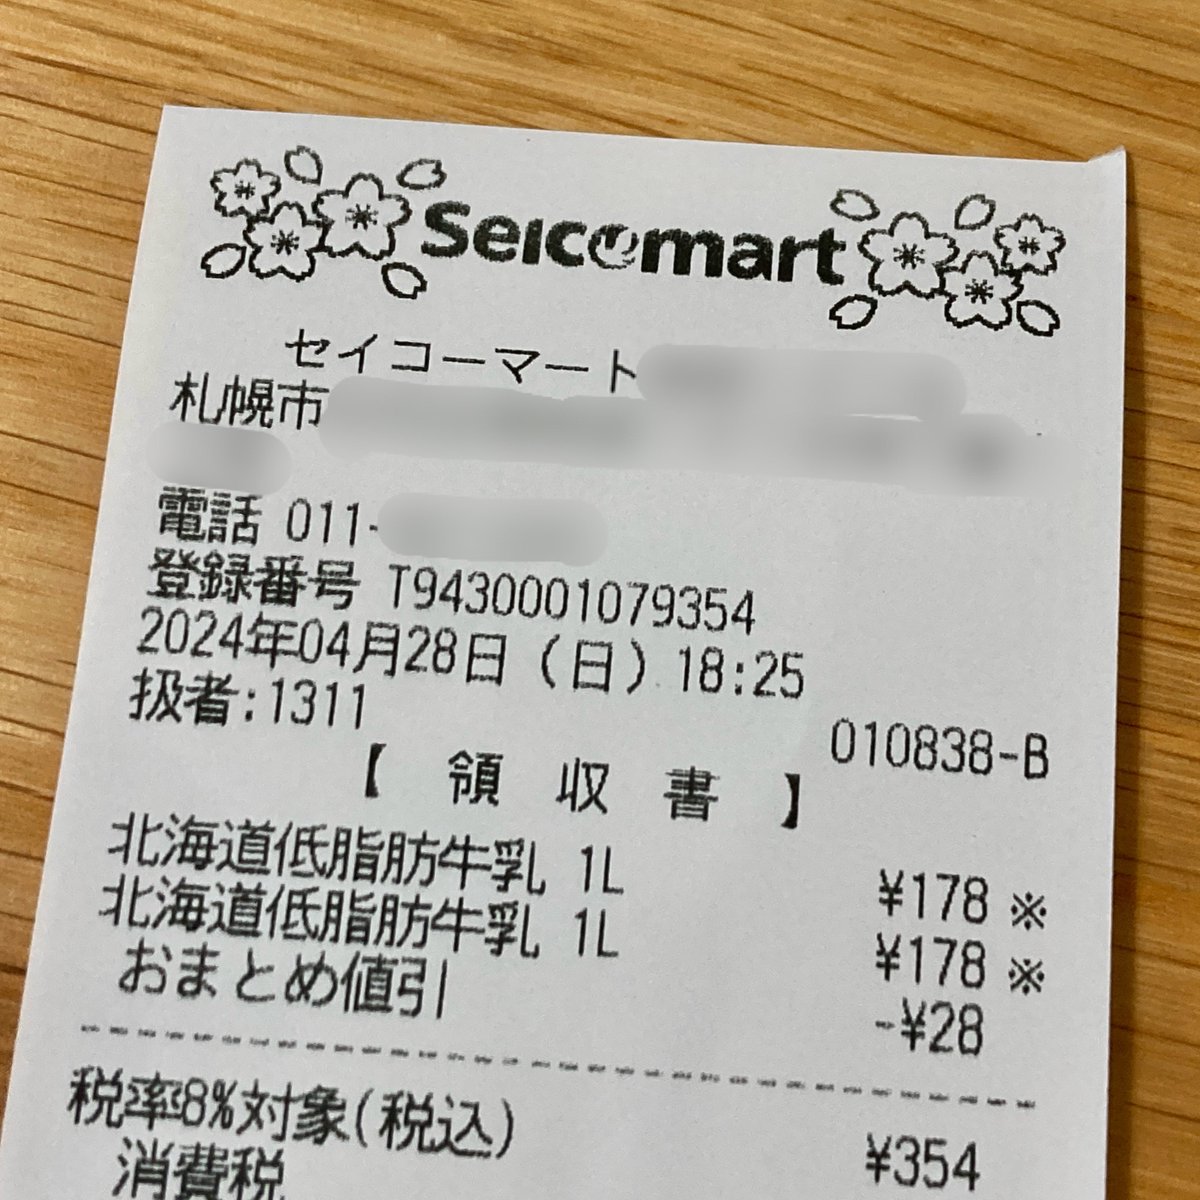 Seicomart
セイコーマート
札幌市
電話 011-
登録番号 T9430001079354
2024年04月28日(日) 18:25
扱者:1311
010838-B
【 領 収 書 】
北海道低脂肪牛乳 1L ¥178 ※
北海道低脂肪牛乳 1L ¥178 ※
おまとめ値引 -¥28
税率8%対象(税込) ¥354
消費税